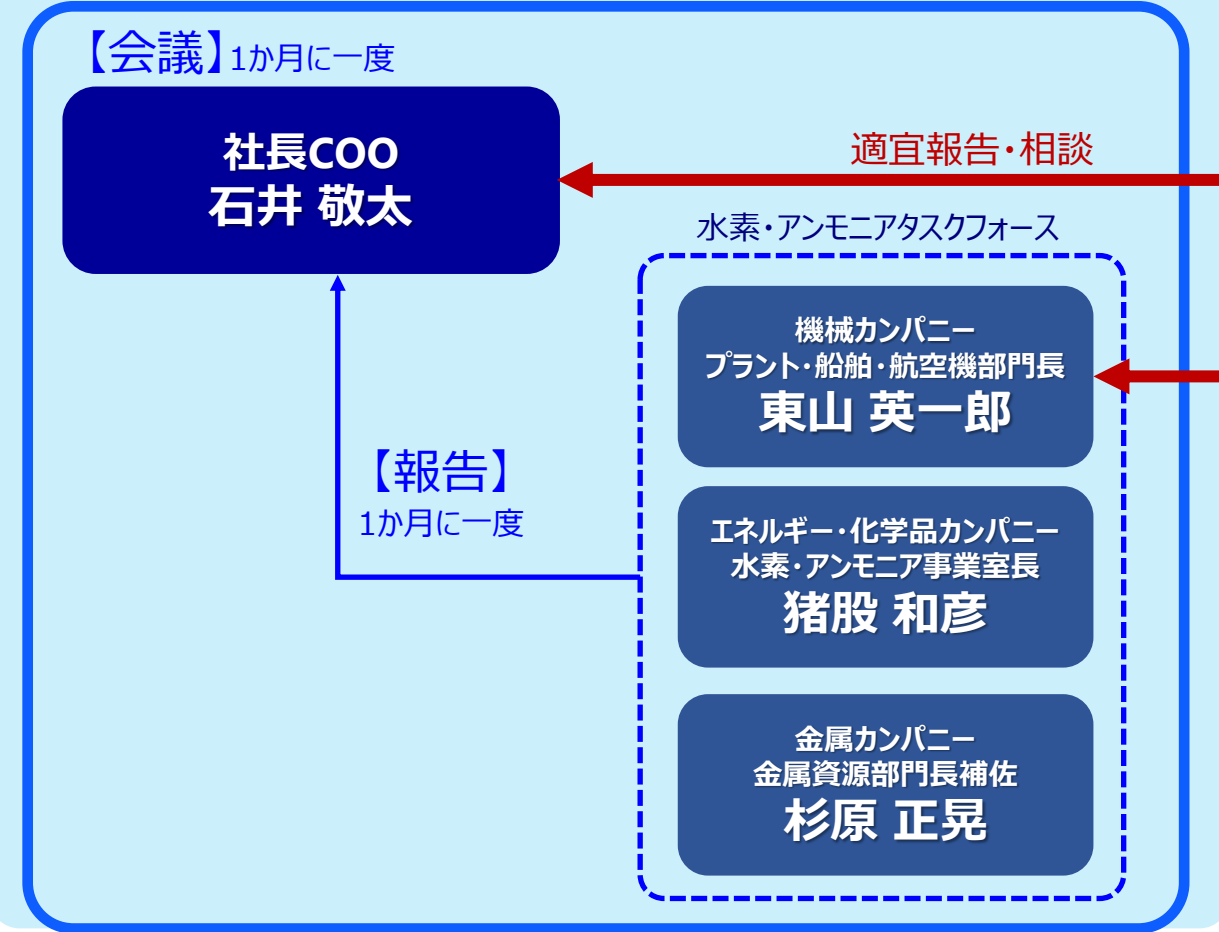 【会議】1か月に一度
社長COO
石井 敬太
適宜報告・相談
水素・アンモニアタスクフォース
機械カンパニー
プラント・船舶・航空機部門長
東山 英一郎
【報告】
1か月に一度
エネルギー・化学品カンパニー
水素・アンモニア事業室長
猪股 和彦
金属カンパニー
金属資源部門長補佐
杉原 正晃